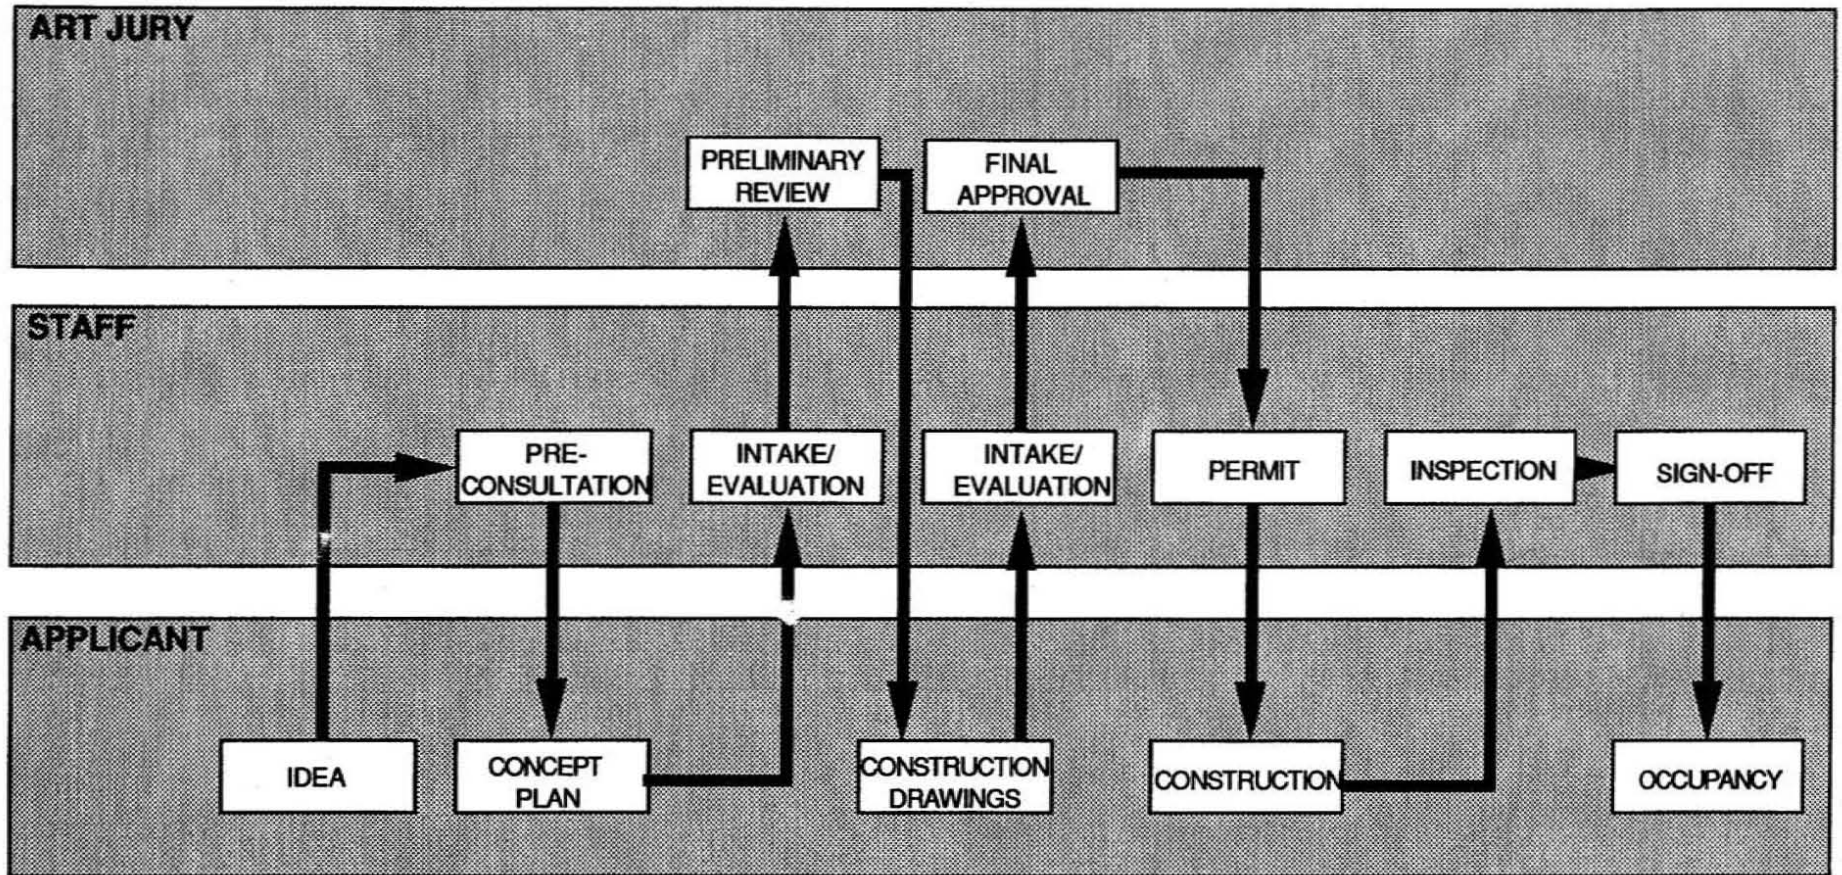 ART JURY
PRELIMINARY
REVIEW
FINAL
APPROVAL
STAFF
PRE-
CONSULTATION
INTAKE/
EVALUATION
INTAKE/
EVALUATION
PERMIT
INSPECTION
SIGN-OFF
APPLICANT
IDEA
CONCEPT
PLAN
CONSTRUCTION
DRAWINGS
CONSTRUCTION
OCCUPANCY